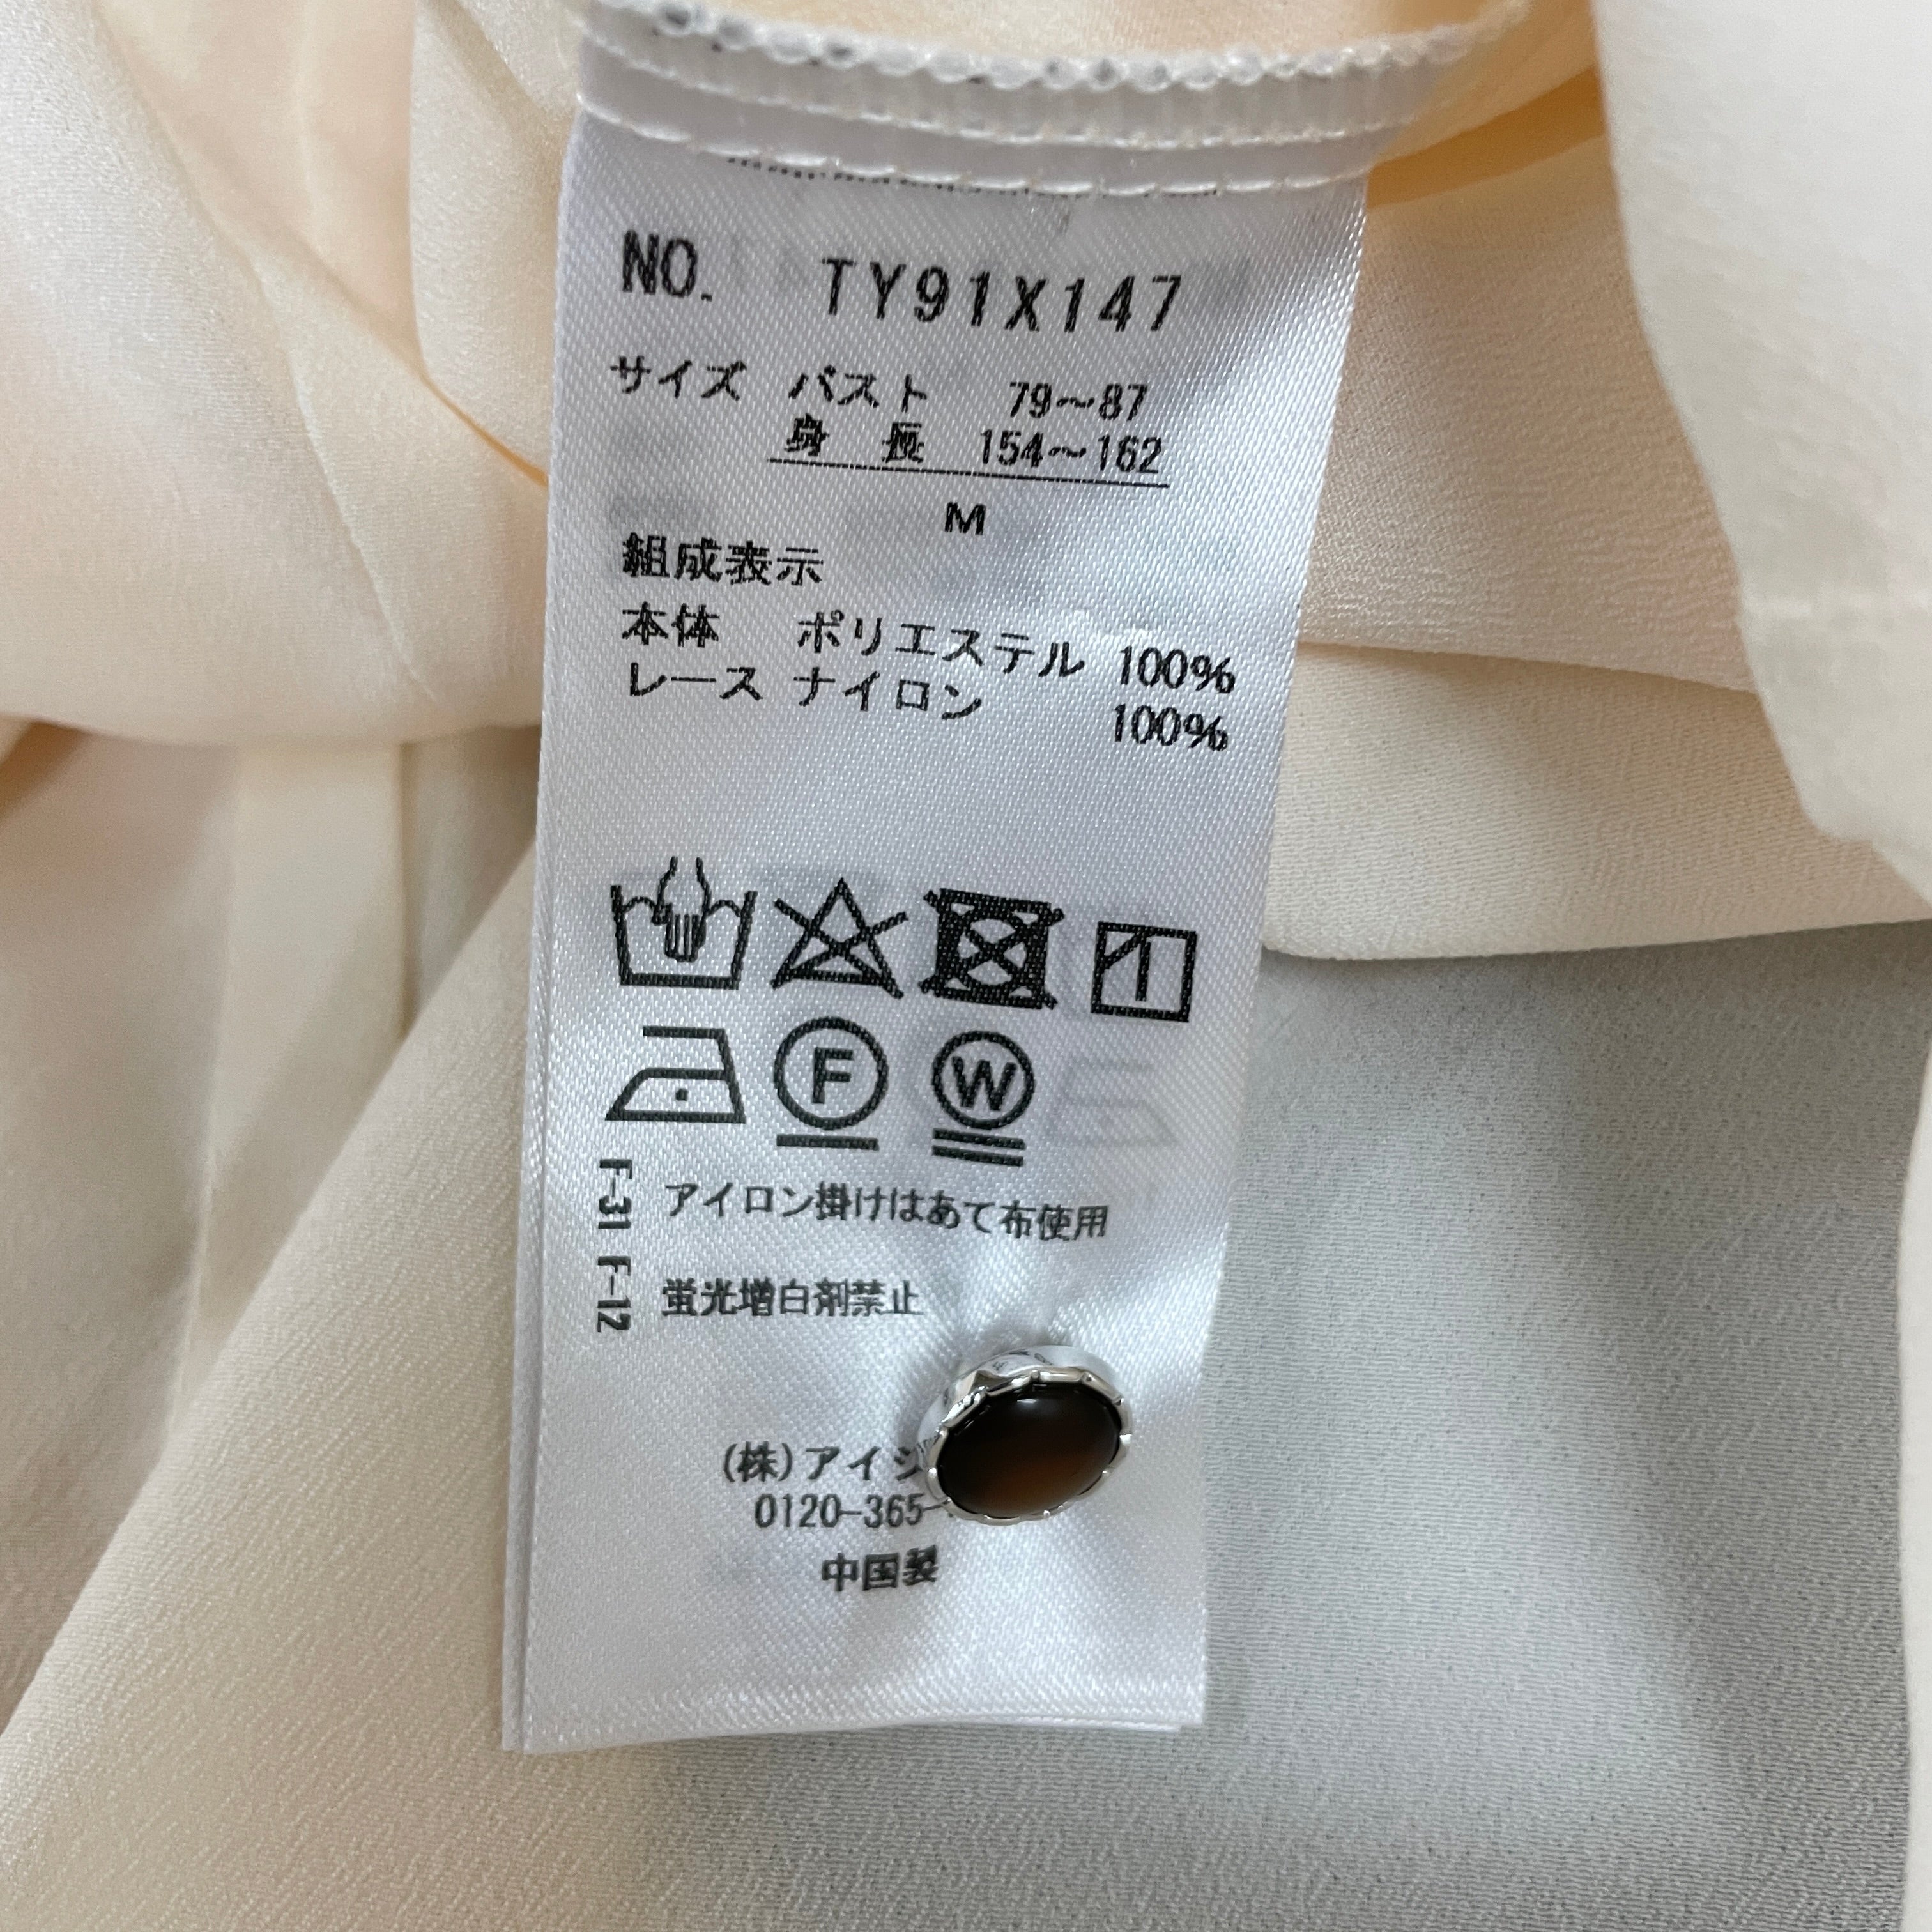 NO. TY91X147
サイズ バスト 79～87
身 長 154～162
M
組成表示
本体 ポリエステル 100%
レース ナイロン 100%
F
W
アイロン掛けはあて布使用
蛍光増白剤禁止
F-31 F-12
(株)アイ
0120-365-
中国製